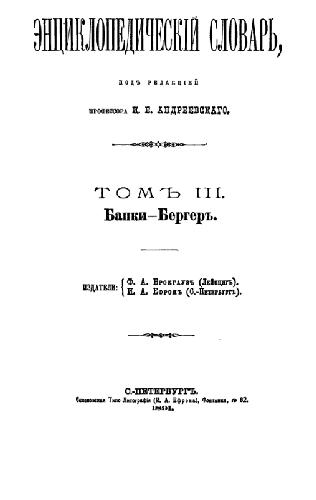 ЭНЦИКЛОПЕДИЧЕСКІЙ СЛОВАРЬ,
ПОДЪ РЕДАКЦІЕЙ
ПРОФЕССОРА И. Е. АНДРЕЕВСКАГО.
ТОМЪ III.
Банки—Бергеръ.
ИЗДАТЕЛИ:
Ф. А. БРОКГАУЗЪ (Лейпцигъ).
И. А. ЕФРОНЪ (С.-Петербургъ).
С.-ПЕТЕРБУРГЪ.
Семеновская Типо Литографія (И. А. Ефрона), Фонтанка, № 92.